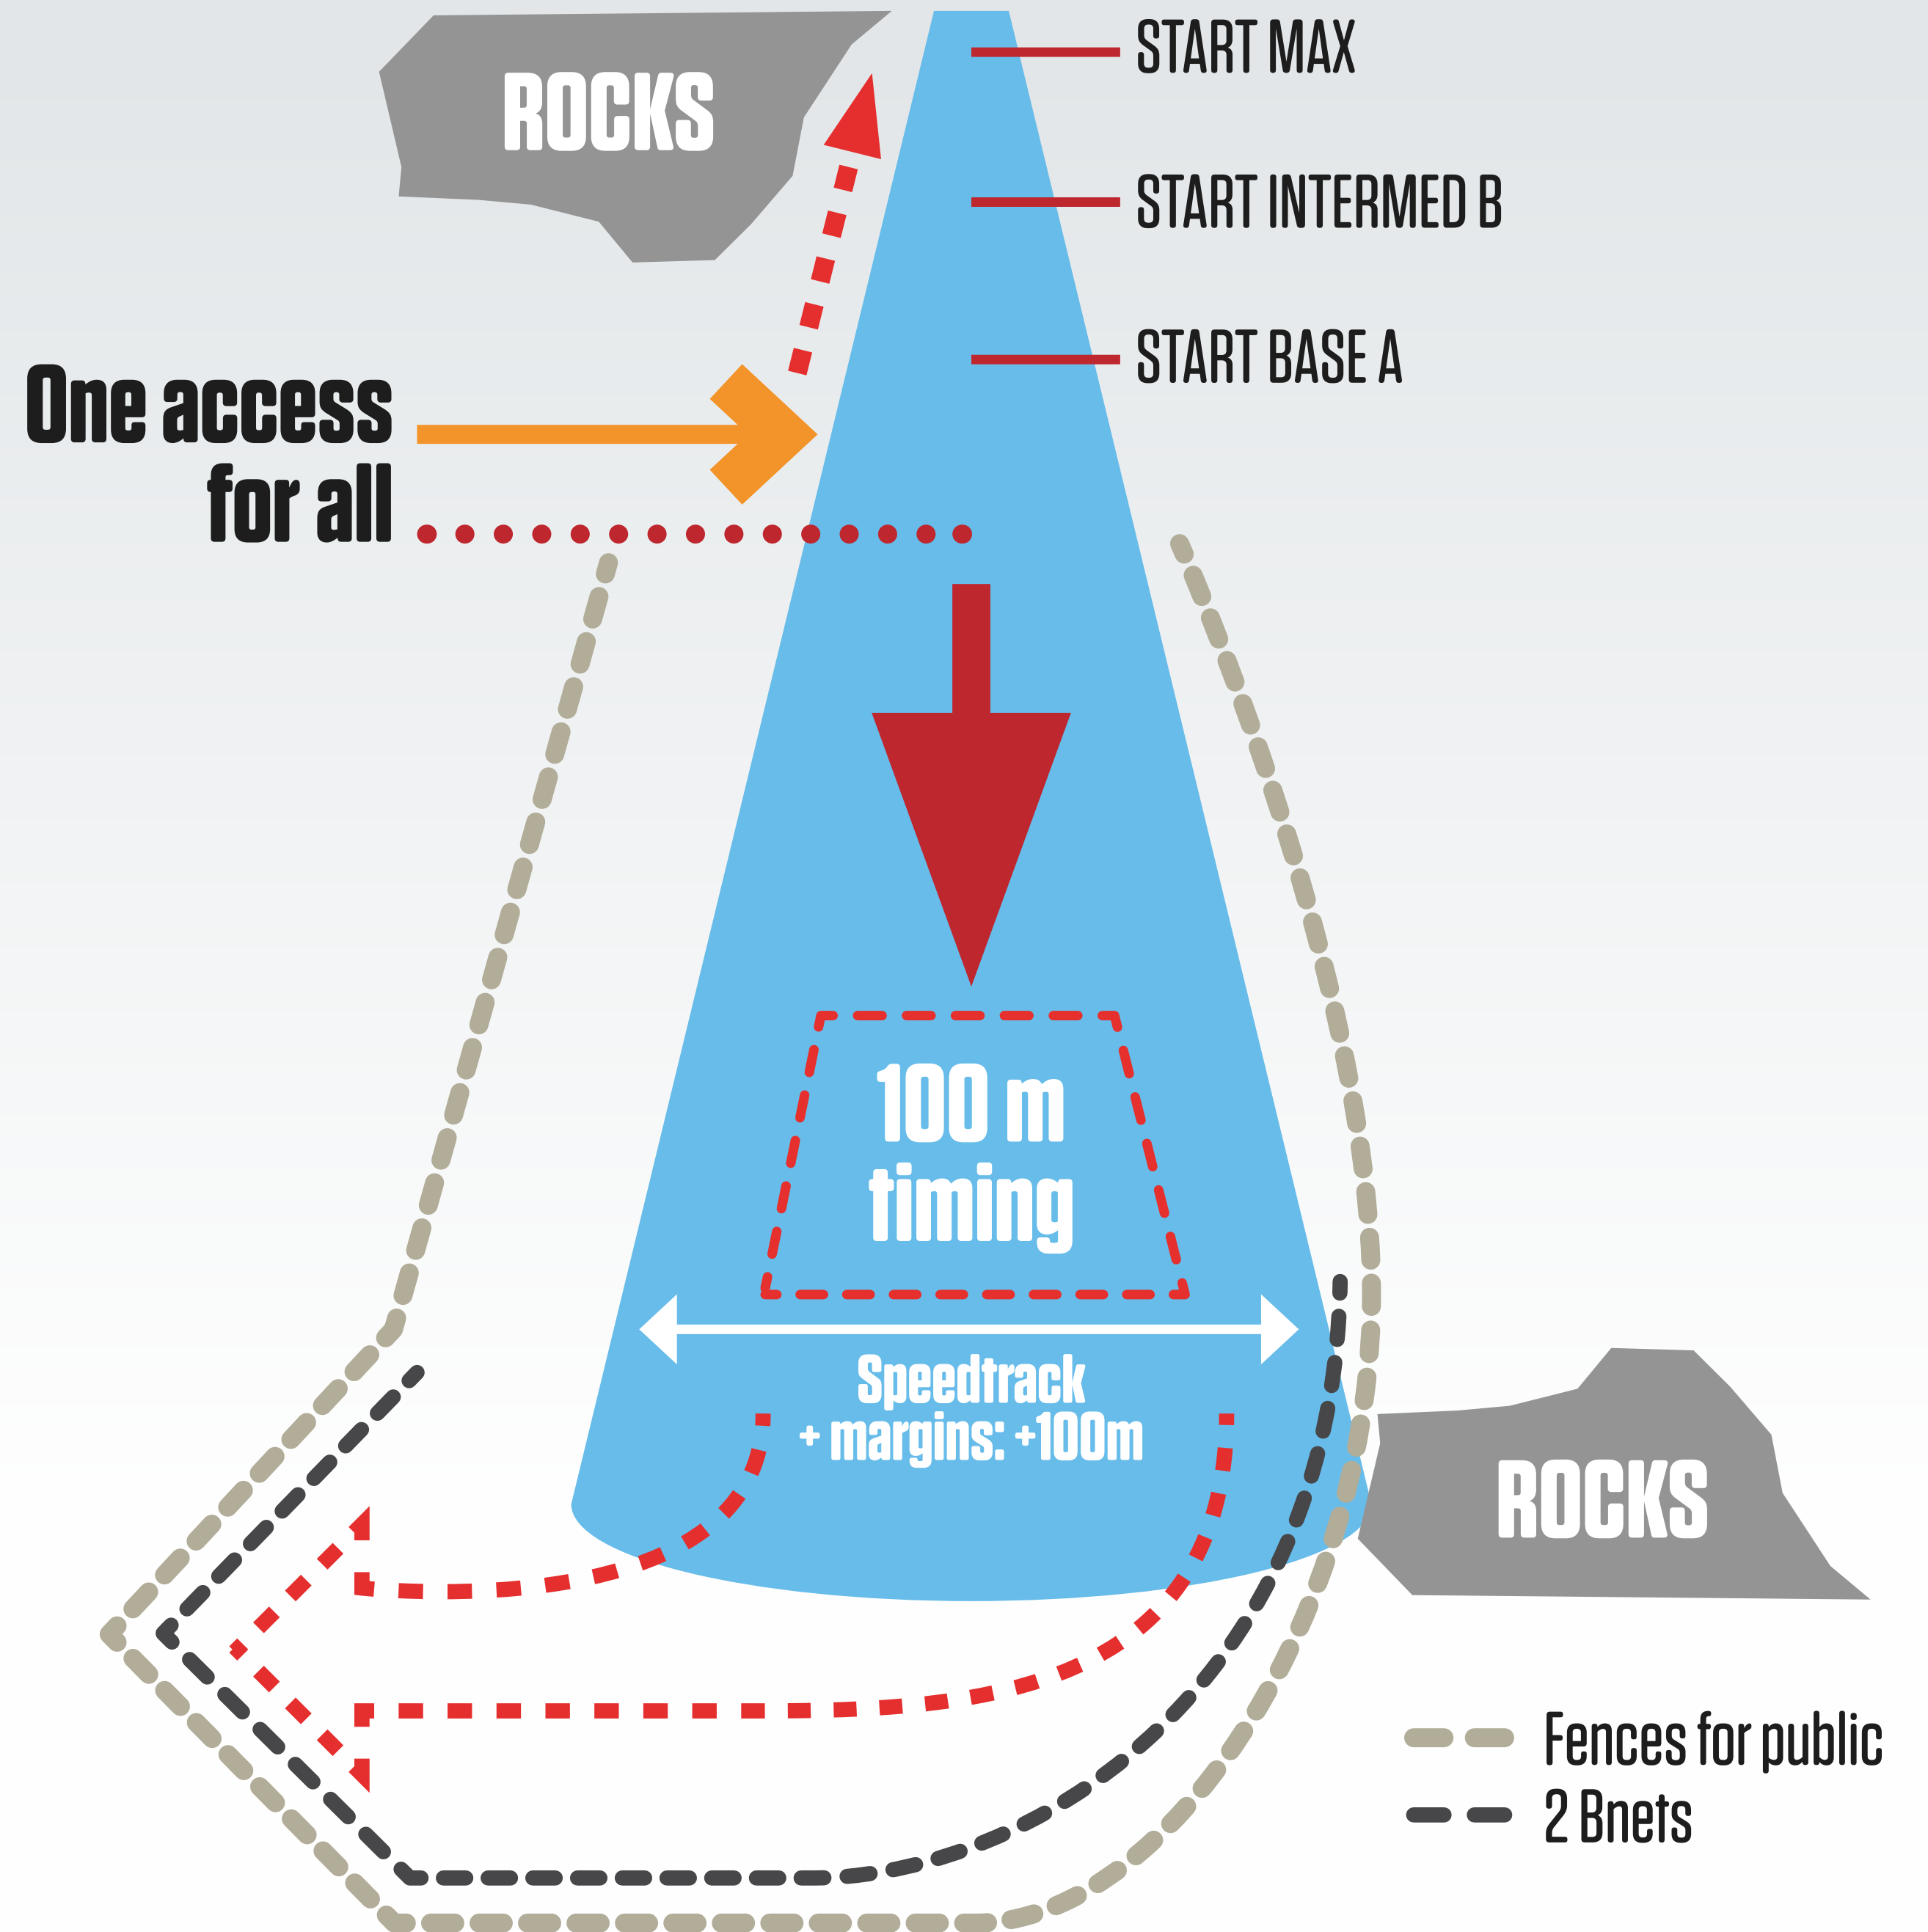 START MAX
ROCKS
START INTERMED B
START BASE A
One access
for all
100 m
timing
Speedtrack
+ margins: +100m
ROCKS
Fences for public
2 Briefs